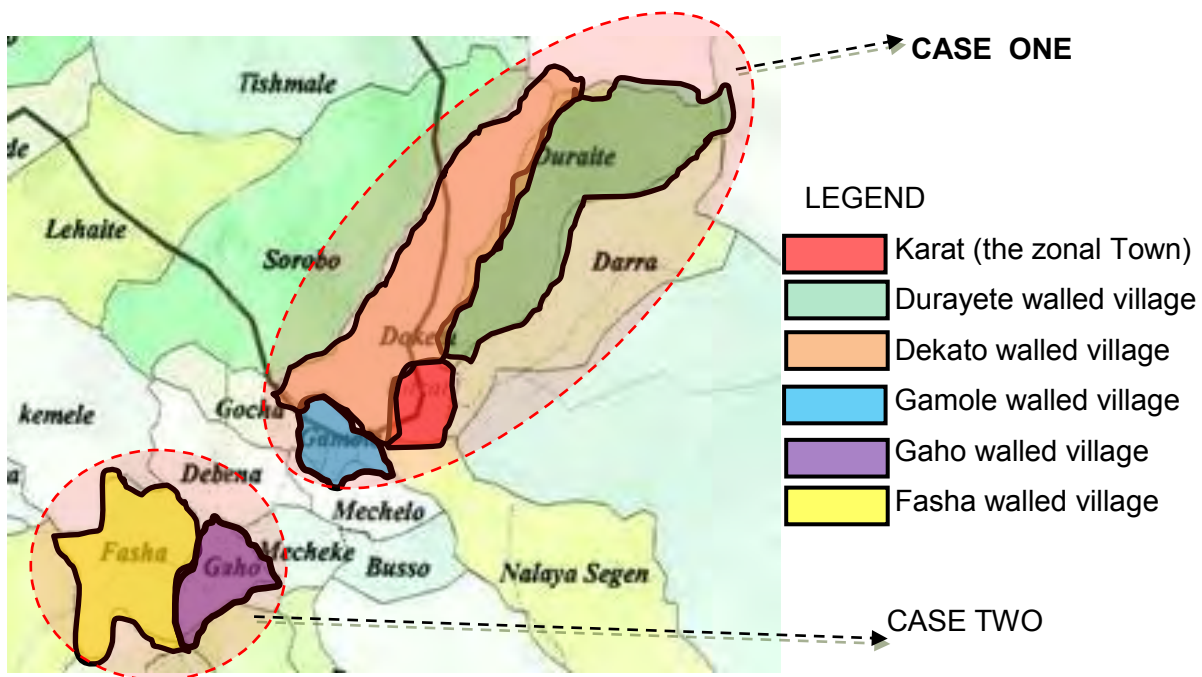 CASE ONE
Tishmale
de
Duraite
LEGEND
Lehaite
Sorobo
Darra
Karat (the zonal Town)
Durayete walled village
Dekato walled village
kemele
Gocha
Gamole walled village
Debena
Gaho walled village
Mechelo
Fasha walled village
Fasha
Gaho
Mecheke
Busso
Nalaya Segen
CASE TWO